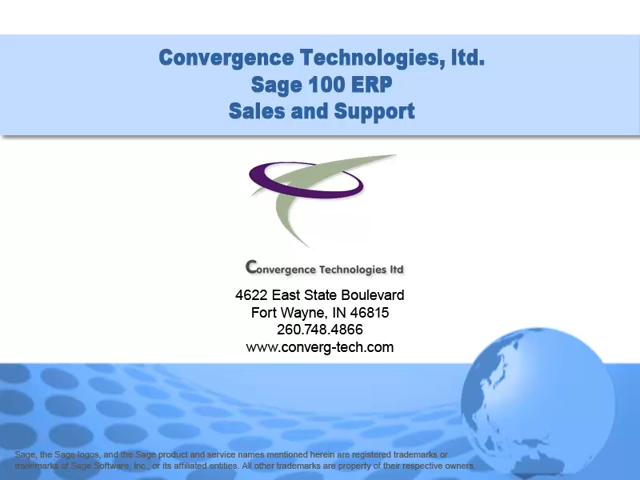 Convergence Technologies, ltd.
Sage 100 ERP
Sales and Support
Convergence Technologies ltd
4622 East State Boulevard
Fort Wayne, IN 46815
260.748.4866
www.converg-tech.com
Sage, the Sage logos, and the Sage product and service names mentioned herein are registered trademarks or
trademarks of Sage Software, Inc., or its affiliated entities. All other trademarks are property of their respective owners.